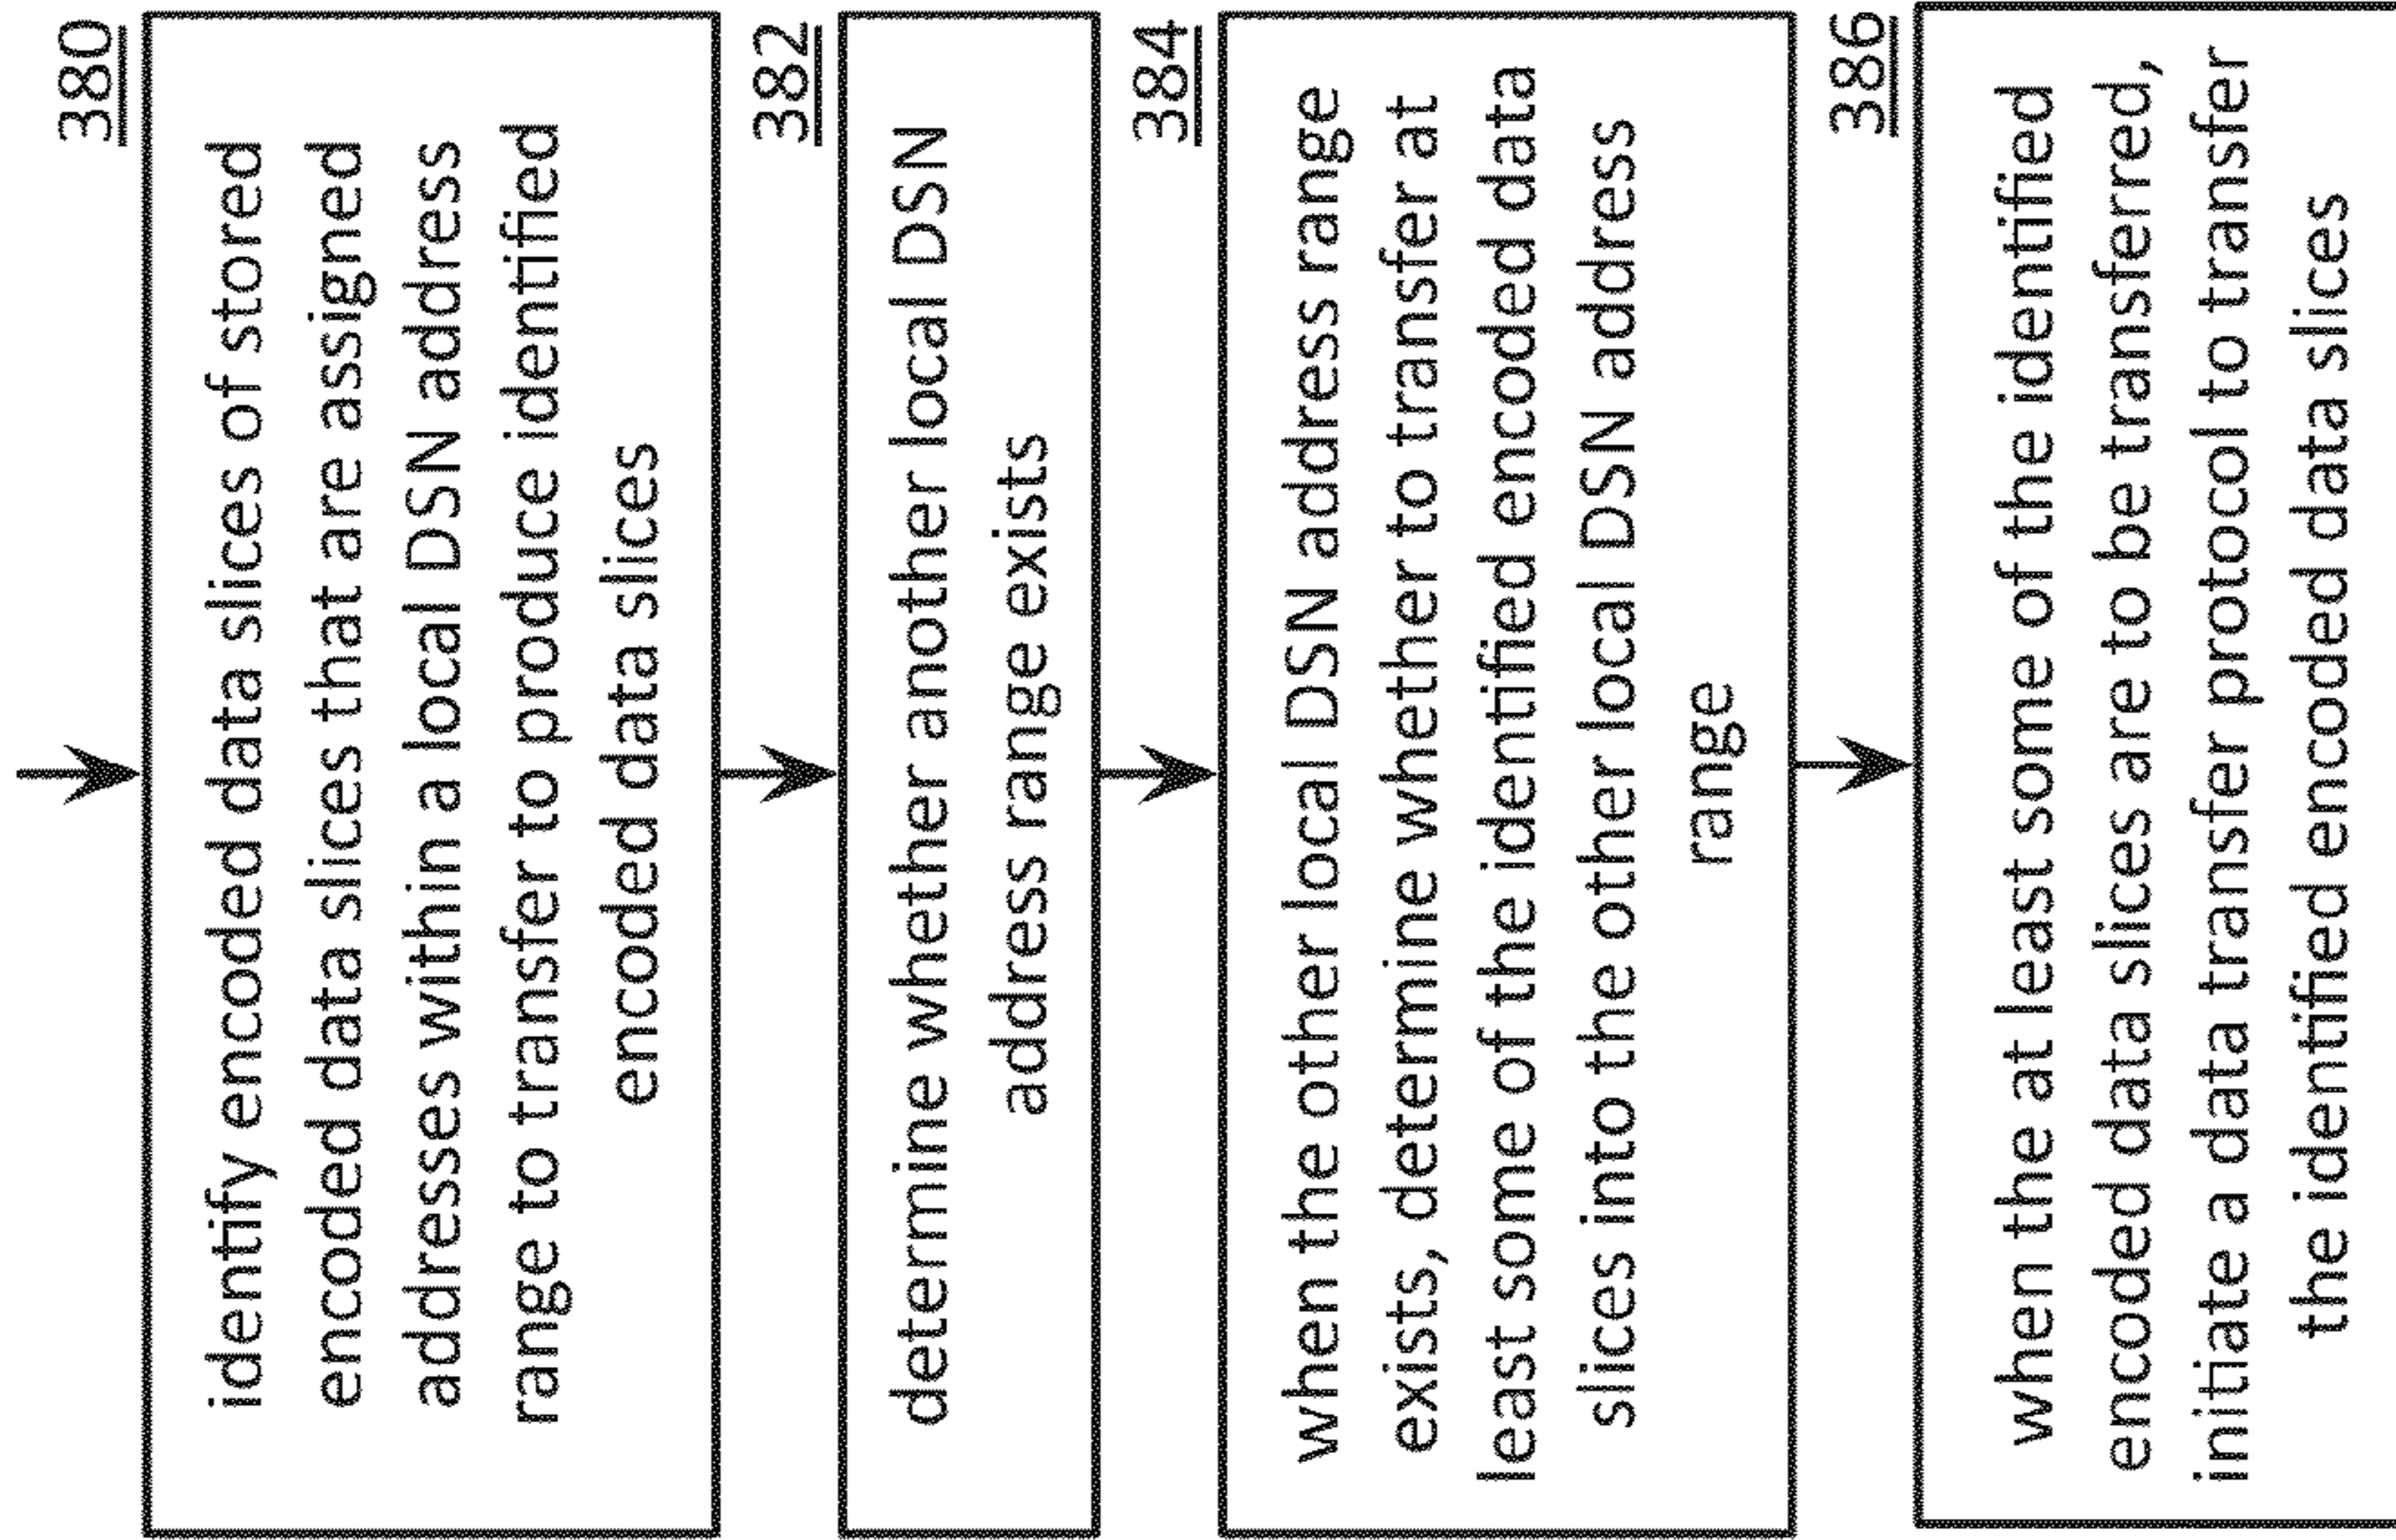 380
identify encoded data slices of stored
encoded data slices that are assigned
addresses within a local DSN address
range to transfer to produce identified
encoded data slices
382
determine whether another local DSN
address range exists
384
when the other local DSN address range
exists, determine whether to transfer at
least some of the identified encoded data
slices into the other local DSN address
range
386
when the at least some of the identified
encoded data slices are to be transferred,
initiate a data transfer protocol to transfer
the identified encoded data slices